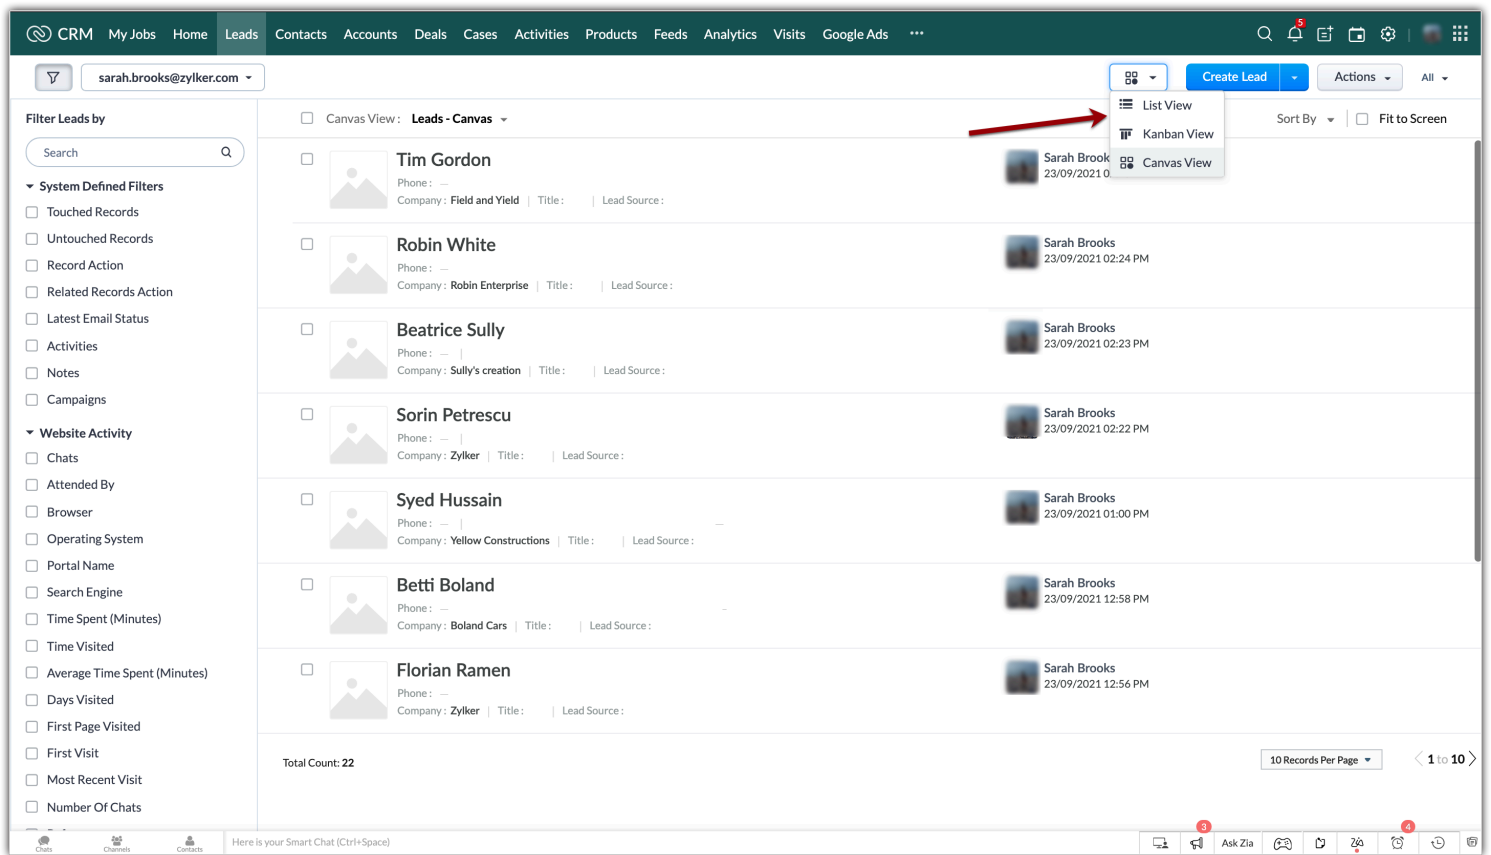 CRM My Jobs Home Leads Contacts Accounts Deals Cases Activities Products Feeds Analytics Visits Google Ads ••• 5
sarah.brooks@zylker.com Create Lead Actions All
Filter Leads by
Search
System Defined Filters
Touched Records
Untouched Records
Record Action
Related Records Action
Latest Email Status
Activities
Notes
Campaigns
Website Activity
Chats
Attended By
Browser
Operating System
Portal Name
Search Engine
Time Spent (Minutes)
Time Visited
Average Time Spent (Minutes)
Days Visited
First Page Visited
First Visit
Most Recent Visit
Number Of Chats
Canvas View : Leads - Canvas
List View
Kanban View
Canvas View
Sort By Fit to Screen
Tim Gordon
Phone : —
Company : Field and Yield | Title : | Lead Source :
Sarah Brook
23/09/2021 0
Robin White
Phone : —
Company : Robin Enterprise | Title : | Lead Source :
Sarah Brooks
23/09/2021 02:24 PM
Beatrice Sully
Phone : — |
Company : Sully's creation | Title : | Lead Source :
Sarah Brooks
23/09/2021 02:23 PM
Sorin Petrescu
Phone : — |
Company : Zylker | Title : | Lead Source :
Sarah Brooks
23/09/2021 02:22 PM
Syed Hussain
Phone : — | —
Company : Yellow Constructions | Title : | Lead Source :
Sarah Brooks
23/09/2021 01:00 PM
Betti Boland
Phone : — –
Company : Boland Cars | Title : | Lead Source :
Sarah Brooks
23/09/2021 12:58 PM
Florian Ramen
Phone : —
Company : Zylker | Title : | Lead Source :
Sarah Brooks
23/09/2021 12:56 PM
Total Count: 22
10 Records Per Page 1 to 10
Chats Channels Contacts Here is your Smart Chat (Ctrl+Space) 3 Ask Zia 4